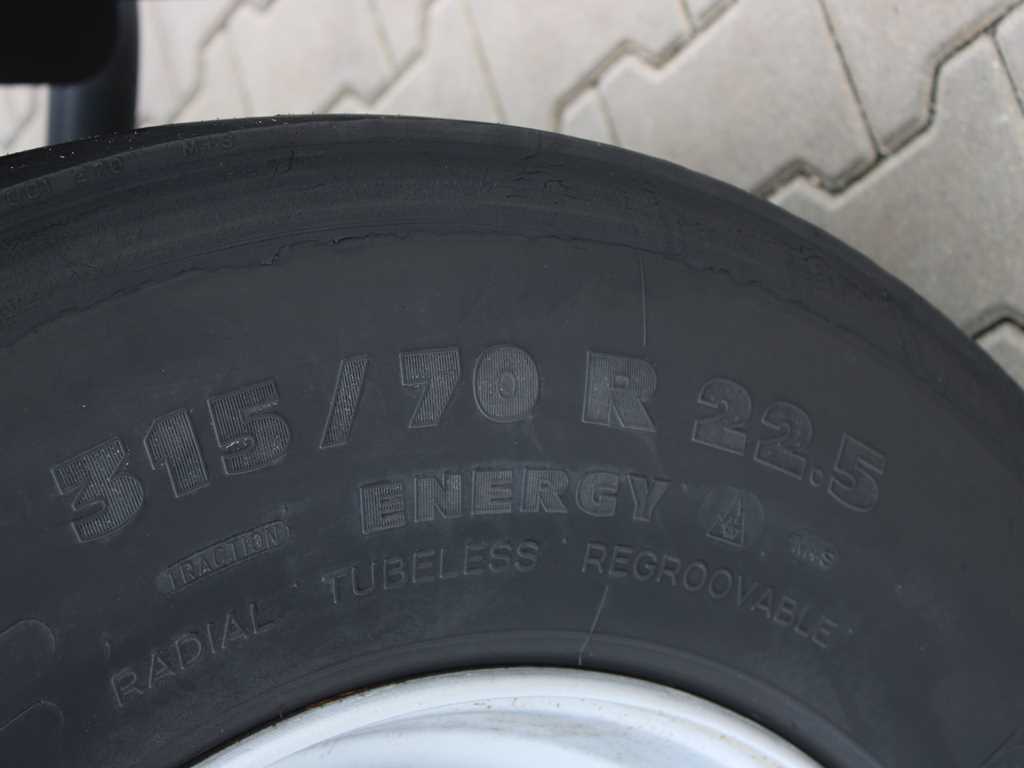 M+S
315/70 R 22.5
ENERGY
TRACTION
RADIAL TUBELESS REGROOVABLE